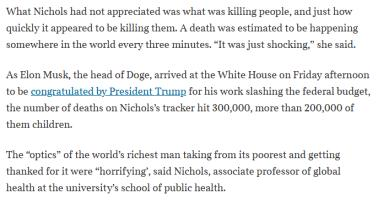 What Nichols had not appreciated was what was killing people, and just how
quickly it appeared to be killing them. A death was estimated to be happening
somewhere in the world every three minutes. “It was just shocking,” she said.
As Elon Musk, the head of Doge, arrived at the White House on Friday afternoon
to be congratulated by President Trump for his work slashing the federal budget,
the number of deaths on Nichols’s tracker hit 300,000, more than 200,000 of
them children.
The “optics” of the world’s richest man taking from its poorest and getting
thanked for it were “horrifying’, said Nichols, associate professor of global
health at the university’s school of public health.